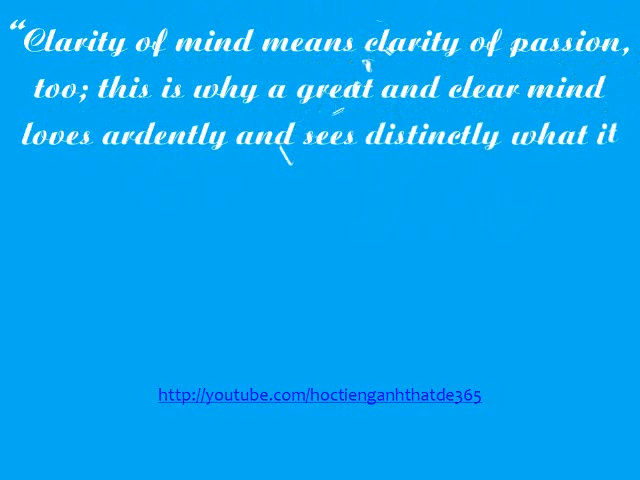 “Clarity of mind means clarity of passion,
too; this is why a great and clear mind
loves ardently and sees distinctly what it
http://youtube.com/hoctienganhthatde365